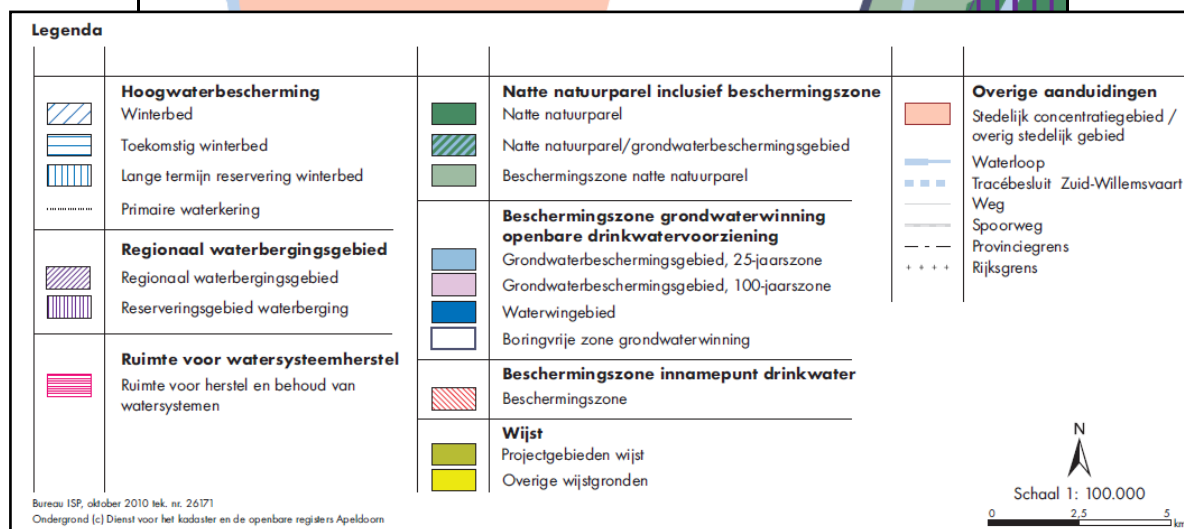 Legenda
Hoogwaterbescherming
Winterbed
Toekomstig winterbed
Lange termijn reservering winterbed
Primaire waterkering
Regionaal waterbergingsgebied
Regionaal waterbergingsgebied
Reserveringsgebied waterberging
Ruimte voor watersysteemherstel
Ruimte voor herstel en behoud van
watersystemen
Natte natuurparel inclusief beschermingszone
Natte natuurparel
Natte natuurparel/grondwaterbeschermingsgebied
Beschermingszone natte natuurparel
Beschermingszone grondwaterwinning
openbare drinkwatervoorziening
Grondwaterbeschermingsgebied, 25-jaarszone
Grondwaterbeschermingsgebied, 100-jaarszone
Waterwingebied
Boringvrije zone grondwaterwinning
Beschermingszone innamepunt drinkwater
Beschermingszone
Wijst
Projectgebieden wijst
Overige wijstgronden
Overige aanduidingen
Stedelijk concentratiegebied /
overig stedelijk gebied
Waterloop
Tracébesluit Zuid-Willemsvaart
Weg
Spoorweg
Provinciegrens
Rijksgrens
N
Schaal 1: 100.000
0 2,5 5
km
Bureau ISP, oktober 2010 tek. nr. 26171
Ondergrond (c) Dienst voor het kadaster en de openbare registers Apeldoorn